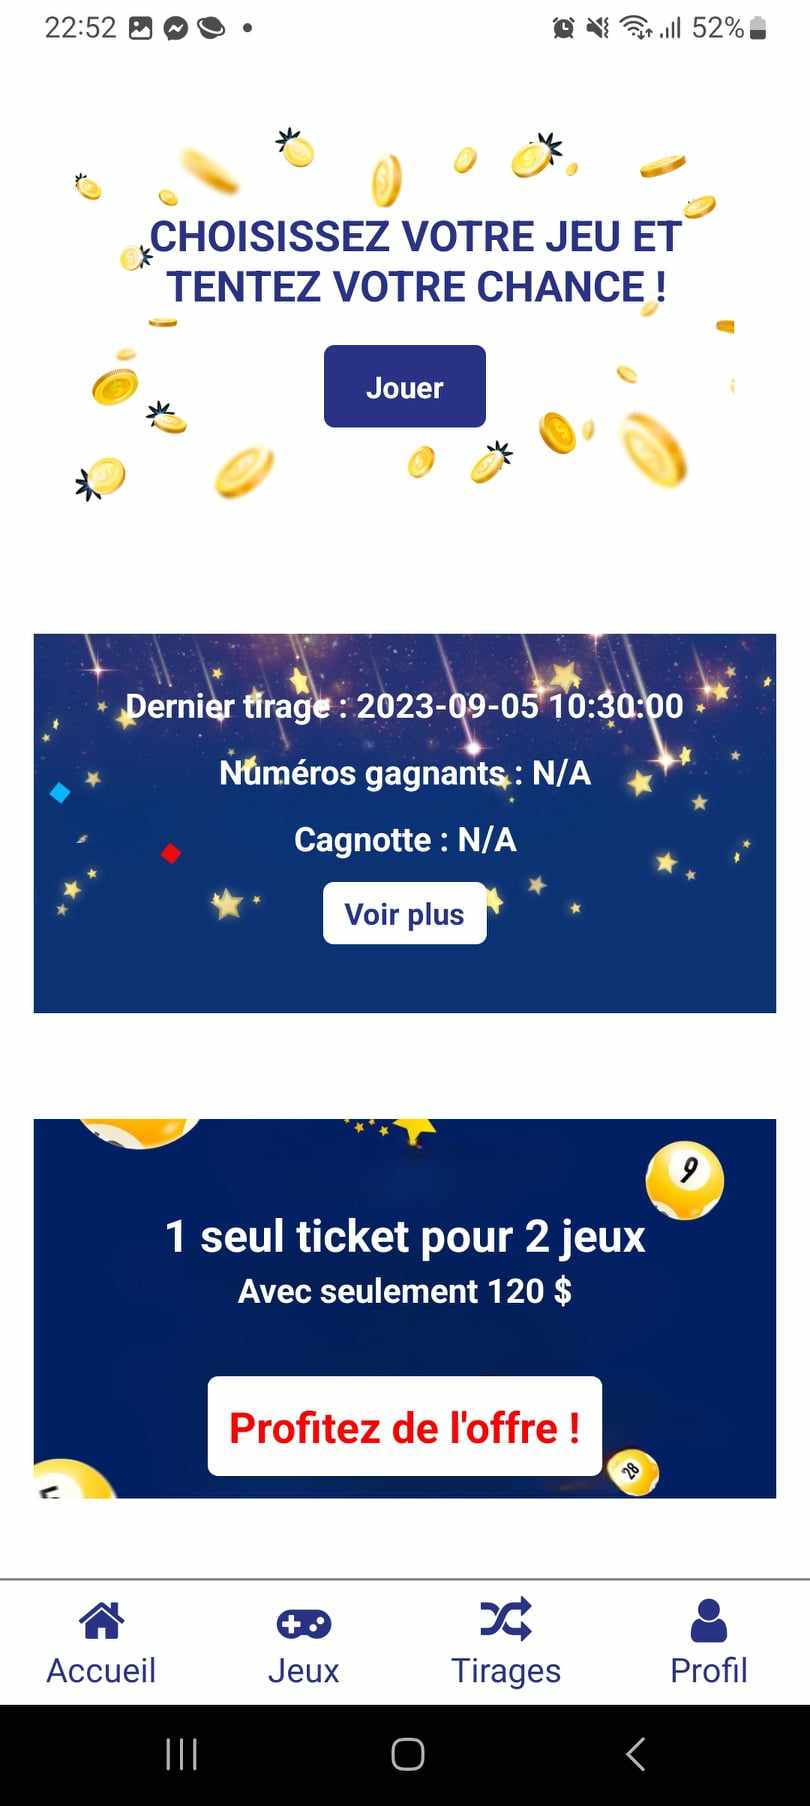 22:52
52%
CHOISISSEZ VOTRE JEU ET
TENTEZ VOTRE CHANCE !
Jouer
Dernier tirage : 2023-09-05 10:30:00
Numéros gagnants : N/A
Cagnotte : N/A
Voir plus
9
1 seul ticket pour 2 jeux
Avec seulement 120 $
Profitez de l'offre !
28
Accueil
Jeux
Tirages
Profil